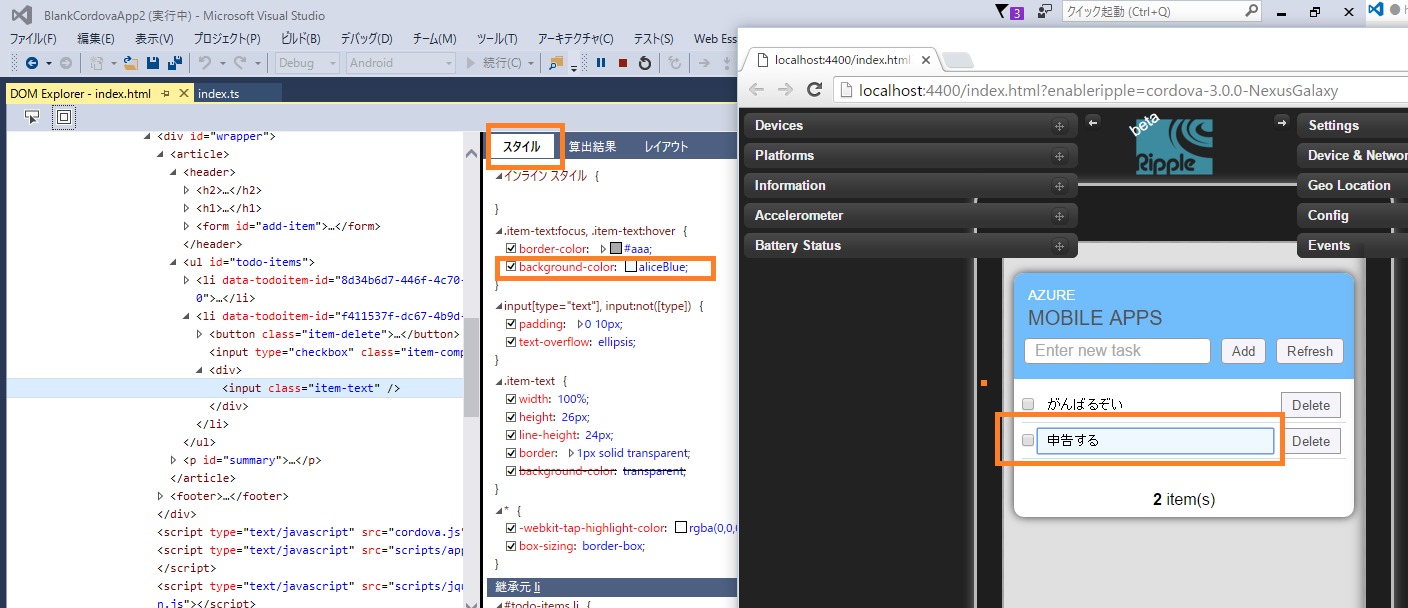 BlankCordovaApp2 (実行中) - Microsoft Visual Studio
3
クイック起動 (Ctrl+Q)
ファイル(F) 編集(E) 表示(V) プロジェクト(P) ビルド(B) デバッグ(D) チーム(M) ツール(T) アーキテクチャ(C) テスト(S) Web Ess
Debug Android 続行(C)
DOM Explorer - index.html
index.ts
<div id="wrapper">
<article>
<header>
<h2>…</h2>
<h1>…</h1>
<form id="add-item">…</form>
</header>
<ul id="todo-items">
<li data-todoitem-id="8d34b6d7-446f-4c70-
0">…</li>
<li data-todoitem-id="f411537f-dc67-4b9d-
<button class="item-delete">…</button>
<input type="checkbox" class="item-comp
<div>
<input class="item-text" />
</div>
</li>
</ul>
<p id="summary">…</p>
</article>
<footer>…</footer>
</div>
<script type="text/javascript" src="cordova.js"
<script type="text/javascript" src="scripts/app
</script>
<script type="text/javascript" src="scripts/jq
n.js"></script>
スタイル 算出結果 レイアウト
インライン スタイル {
}
.item-text:focus, .item-text:hover {
border-color: #aaa;
background-color: aliceBlue;
}
input[type="text"], input:not([type]) {
padding: 0 10px;
text-overflow: ellipsis;
}
.item-text {
width: 100%;
height: 26px;
line-height: 24px;
border: 1px solid transparent;
background-color: transparent;
}
* {
-webkit-tap-highlight-color: rgba(0,0,0
box-sizing: border-box;
}
継承元 li
#todo-items li {
localhost:4400/index.html
localhost:4400/index.html?enableripple=cordova-3.0.0-NexusGalaxy
Devices
Platforms
Information
Accelerometer
Battery Status
beta
Ripple
Settings
Device & Networ
Geo Location
Config
Events
AZURE
MOBILE APPS
Enter new task Add Refresh
がんばるぞい Delete
申告する Delete
2 item(s)